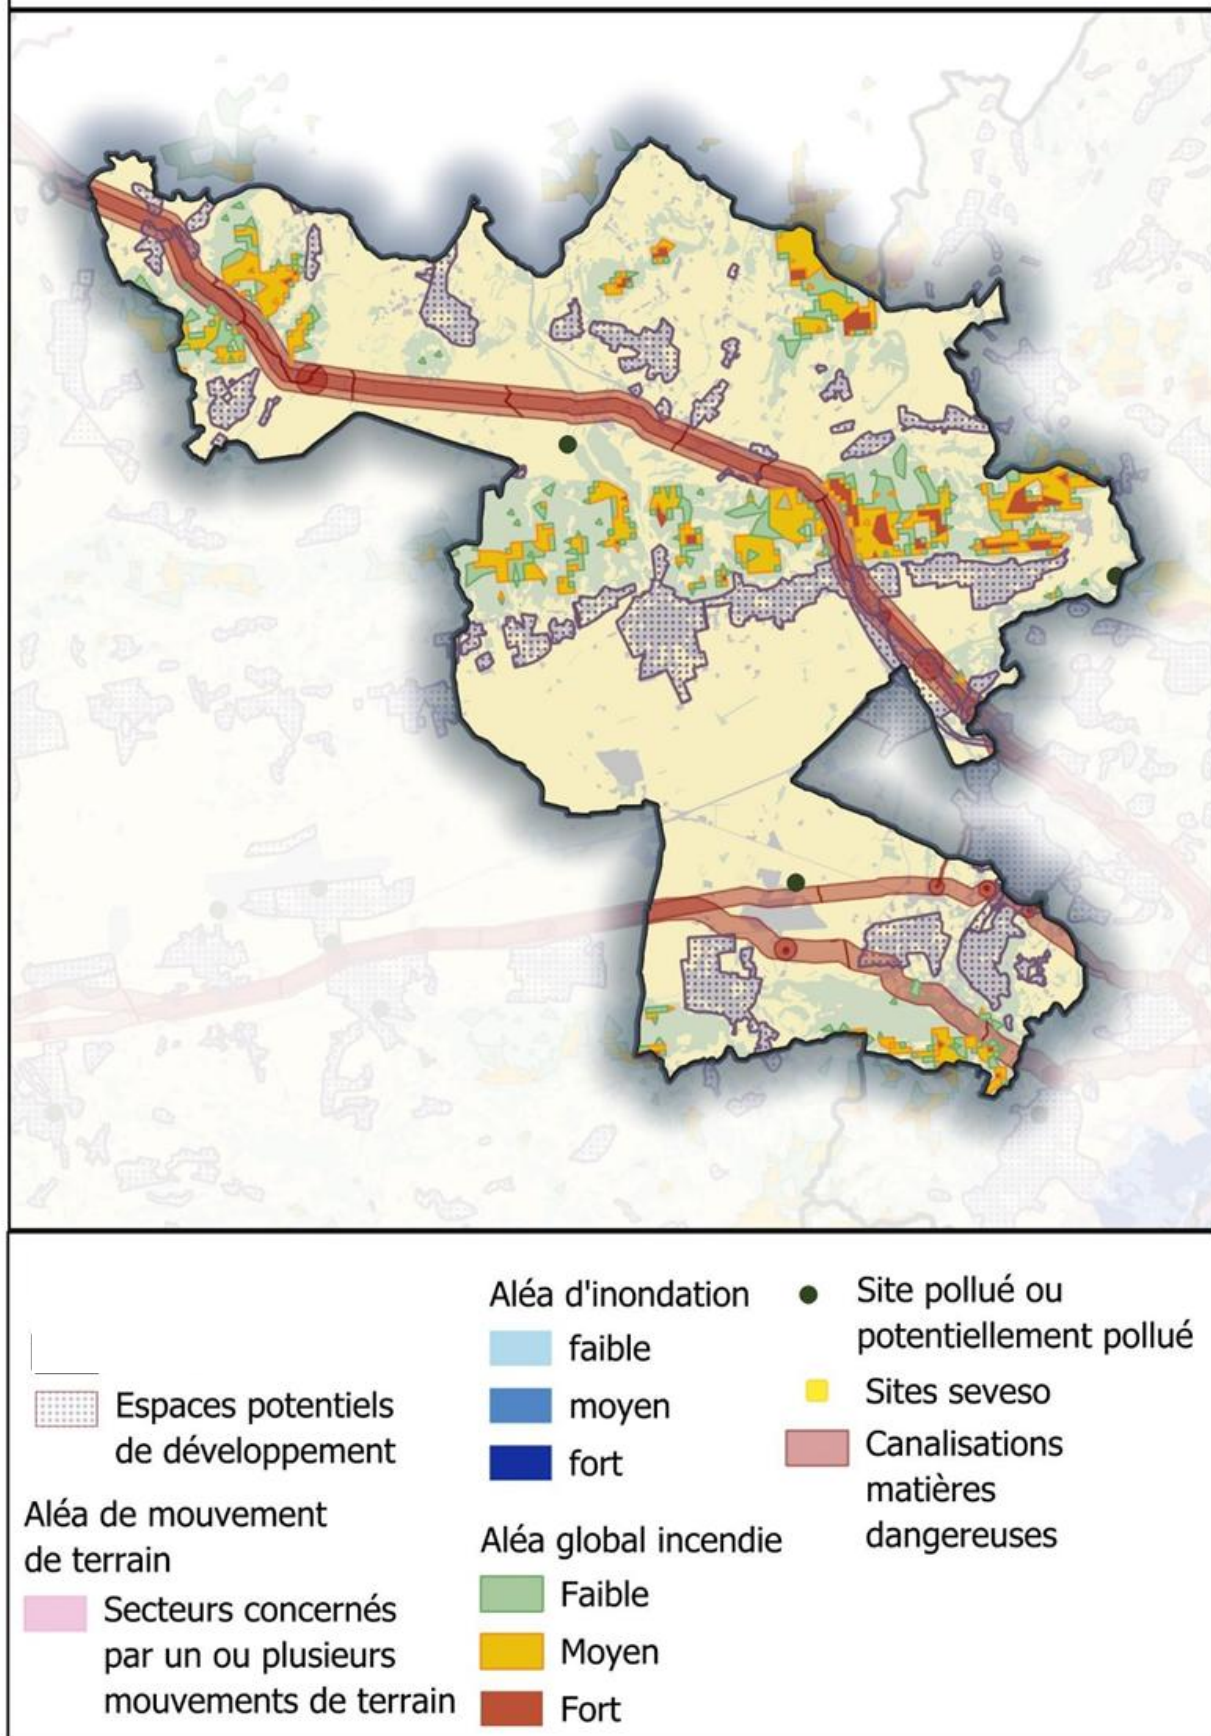 Espaces potentiels
de développement
Aléa de mouvement
de terrain
Secteurs concernés
par un ou plusieurs
mouvements de terrain
Aléa d'inondation
faible
moyen
fort
Aléa global incendie
Faible
Moyen
Fort
Site pollué ou
potentiellement pollué
Sites seveso
Canalisations
matières
dangereuses